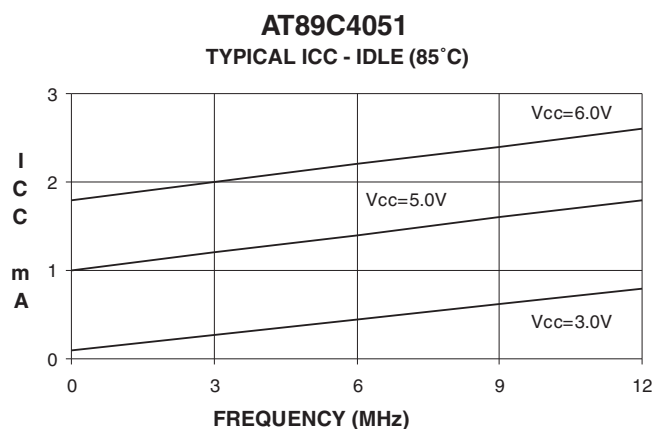 AT89C4051
TYPICAL ICC - IDLE (85˚C)
3
Vcc=6.0V
I
C
C
2
Vcc=5.0V
m
A
1
Vcc=3.0V
0
0 3 6 9 12
FREQUENCY (MHz)